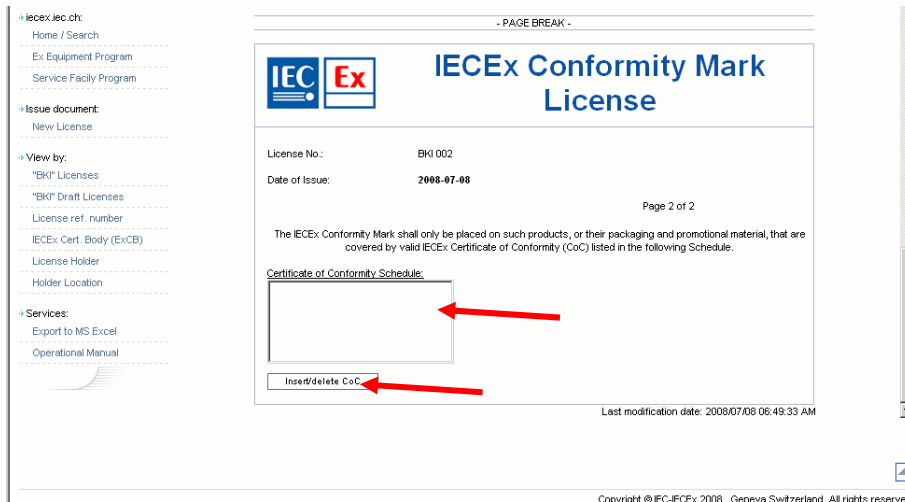 iecex.iec.ch:
Home / Search
Ex Equipment Program
Service Facily Program
Issue document:
New License
View by:
"BKI" Licenses
"BKI" Draft Licenses
License ref. number
IECEx Cert. Body (ExCB)
License Holder
Holder Location
Services:
Export to MS Excel
Operational Manual
- PAGE BREAK -
IEC Ex
IECEx Conformity Mark
License
License No.: BKI 002
Date of Issue: 2008-07-08
Page 2 of 2
The IECEx Conformity Mark shall only be placed on such products, or their packaging and promotional material, that are
covered by valid IECEx Certificate of Conformity (CoC) listed in the following Schedule.
Certificate of Conformity Schedule:
Insert/delete CoC
Last modification date: 2008/07/08 06:49:33 AM
Copyright © IEC-IECEx 2008, Geneva Switzerland. All rights reserve